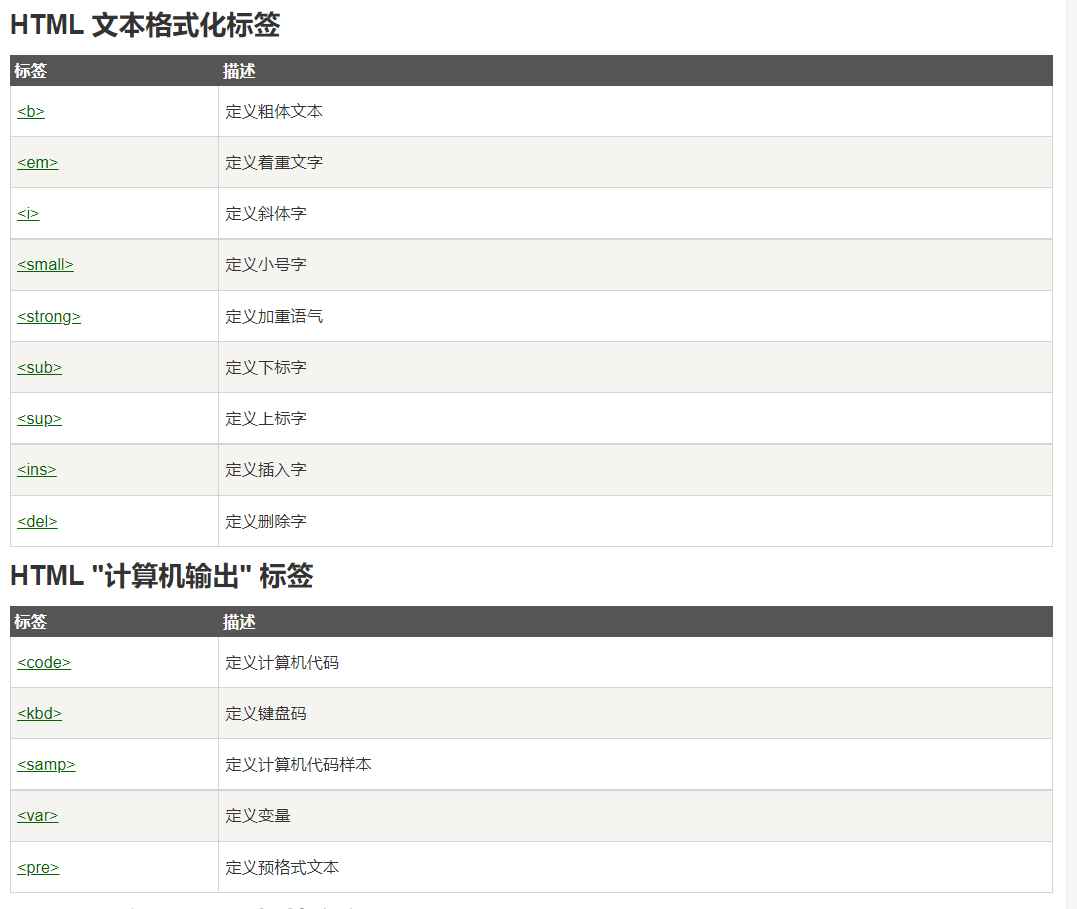 HTML 文本格式化标签
标签 描述
<b> 定义粗体文本
<em> 定义着重文字
<i> 定义斜体字
<small> 定义小号字
<strong> 定义加重语气
<sub> 定义下标字
<sup> 定义上标字
<ins> 定义插入字
<del> 定义删除字
HTML "计算机输出" 标签
标签 描述
<code> 定义计算机代码
<kbd> 定义键盘码
<samp> 定义计算机代码样本
<var> 定义变量
<pre> 定义预格式文本